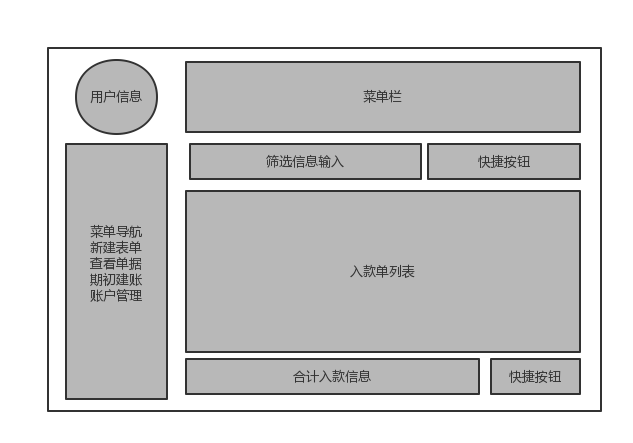 用户信息
菜单栏
筛选信息输入
快捷按钮
菜单导航
新建表单
查看单据
期初建账
账户管理
入款单列表
合计入款信息
快捷按钮